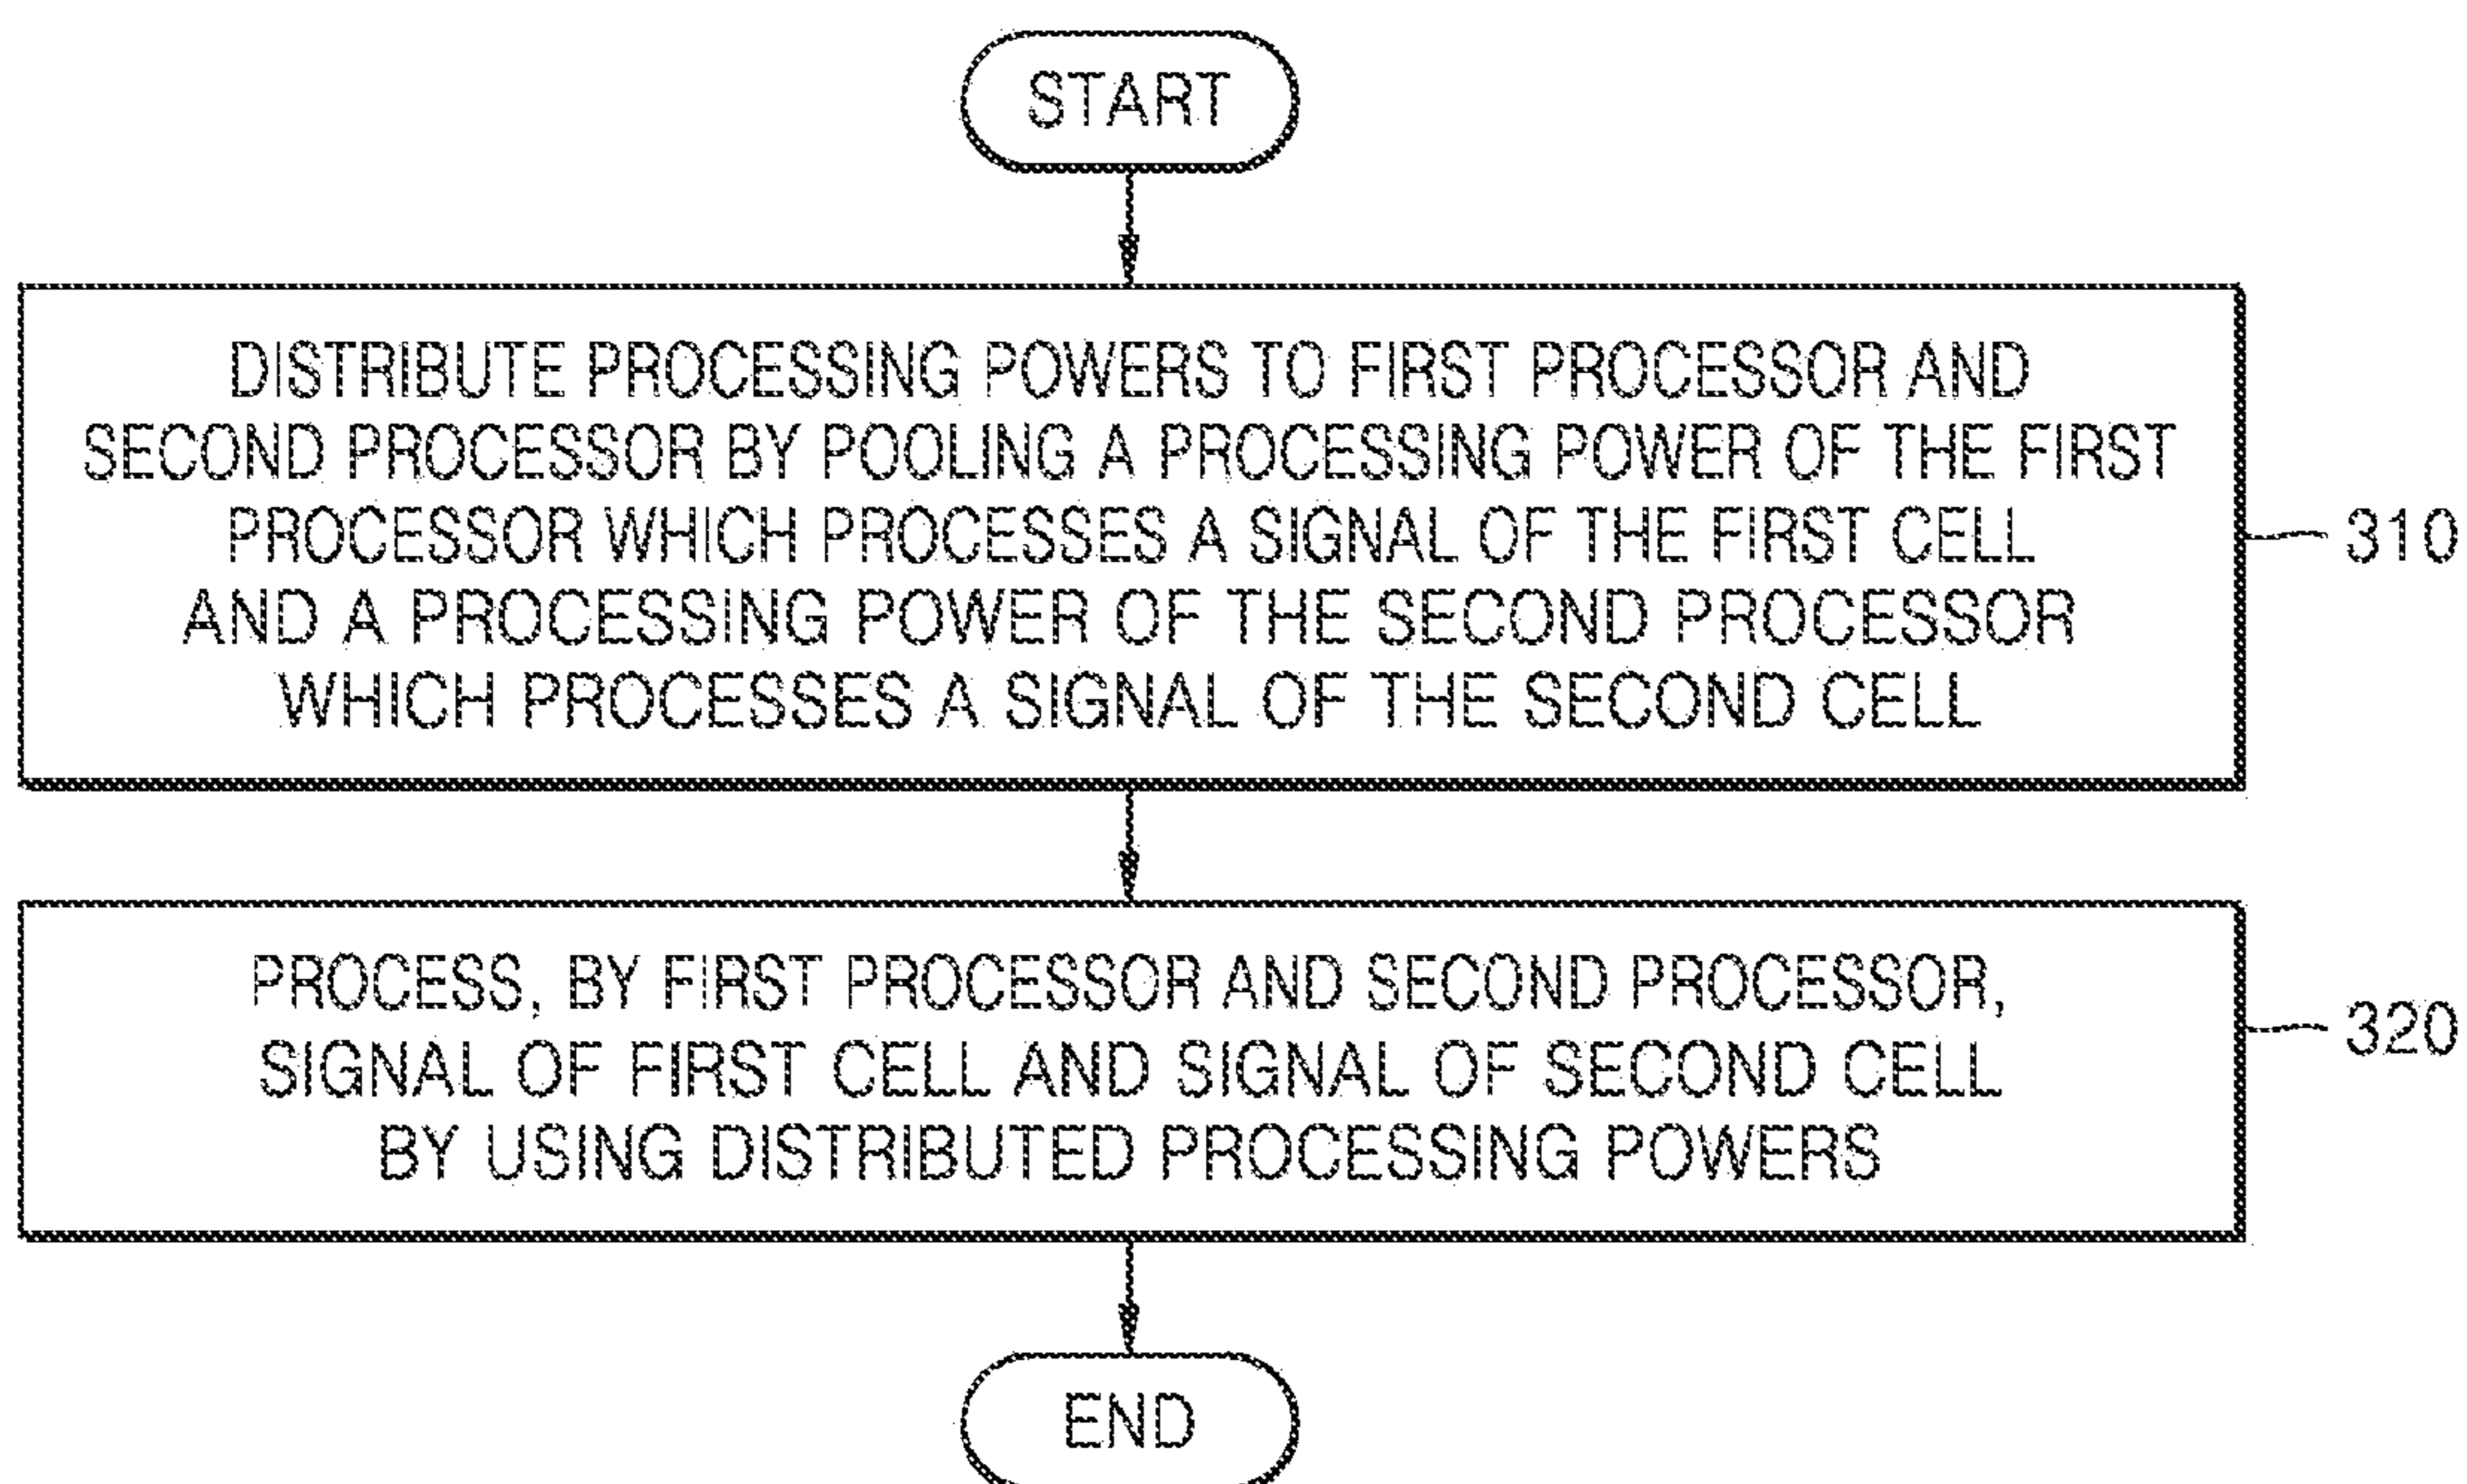 START
DISTRIBUTE PROCESSING POWERS TO FIRST PROCESSOR AND
SECOND PROCESSOR BY POOLING A PROCESSING POWER OF THE FIRST
PROCESSOR WHICH PROCESSES A SIGNAL OF THE FIRST CELL
AND A PROCESSING POWER OF THE SECOND PROCESSOR
WHICH PROCESSES A SIGNAL OF THE SECOND CELL
310
PROCESS, BY FIRST PROCESSOR AND SECOND PROCESSOR,
SIGNAL OF FIRST CELL AND SIGNAL OF SECOND CELL
BY USING DISTRIBUTED PROCESSING POWERS
320
END